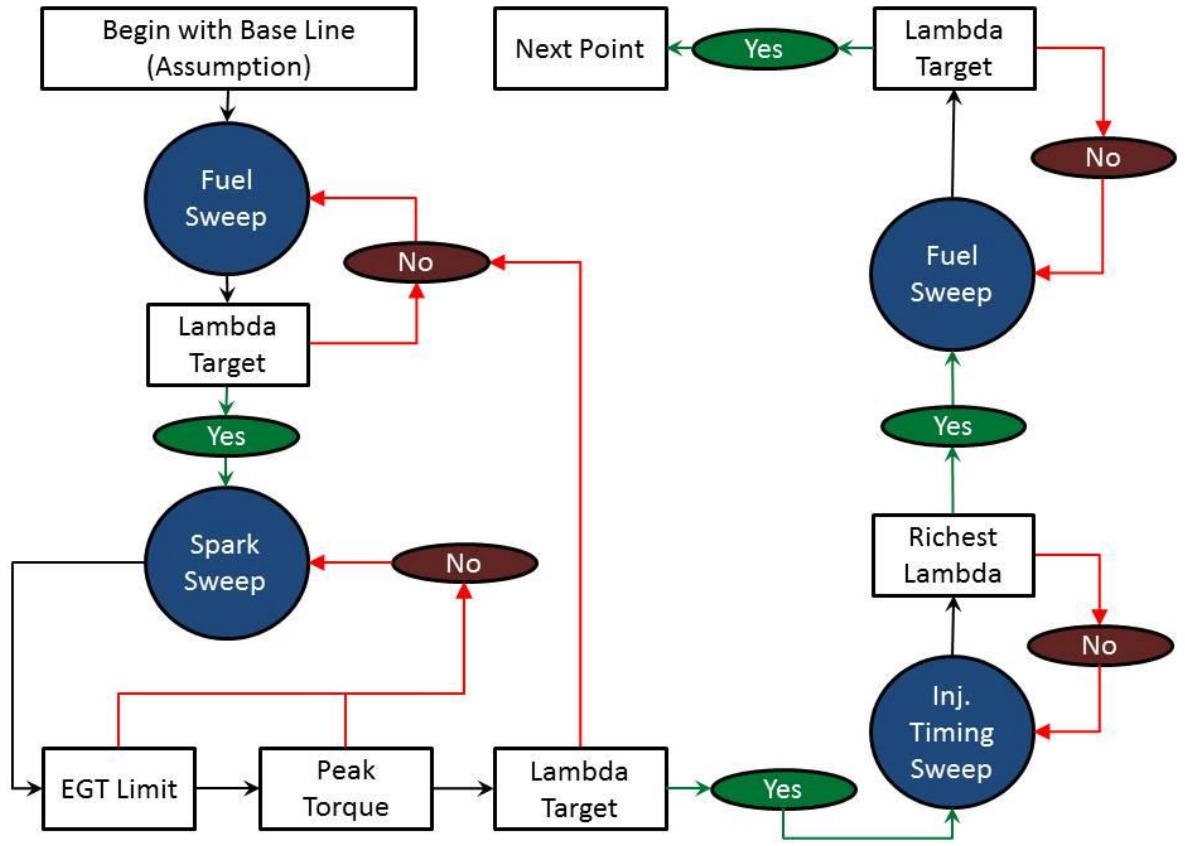 Begin with Base Line
(Assumption)
Fuel
Sweep
No
Lambda
Target
Yes
Spark
Sweep
No
EGT Limit
Peak
Torque
Lambda
Target
Yes
Inj.
Timing
Sweep
No
Richest
Lambda
Yes
Fuel
Sweep
No
Lambda
Target
Yes
Next Point